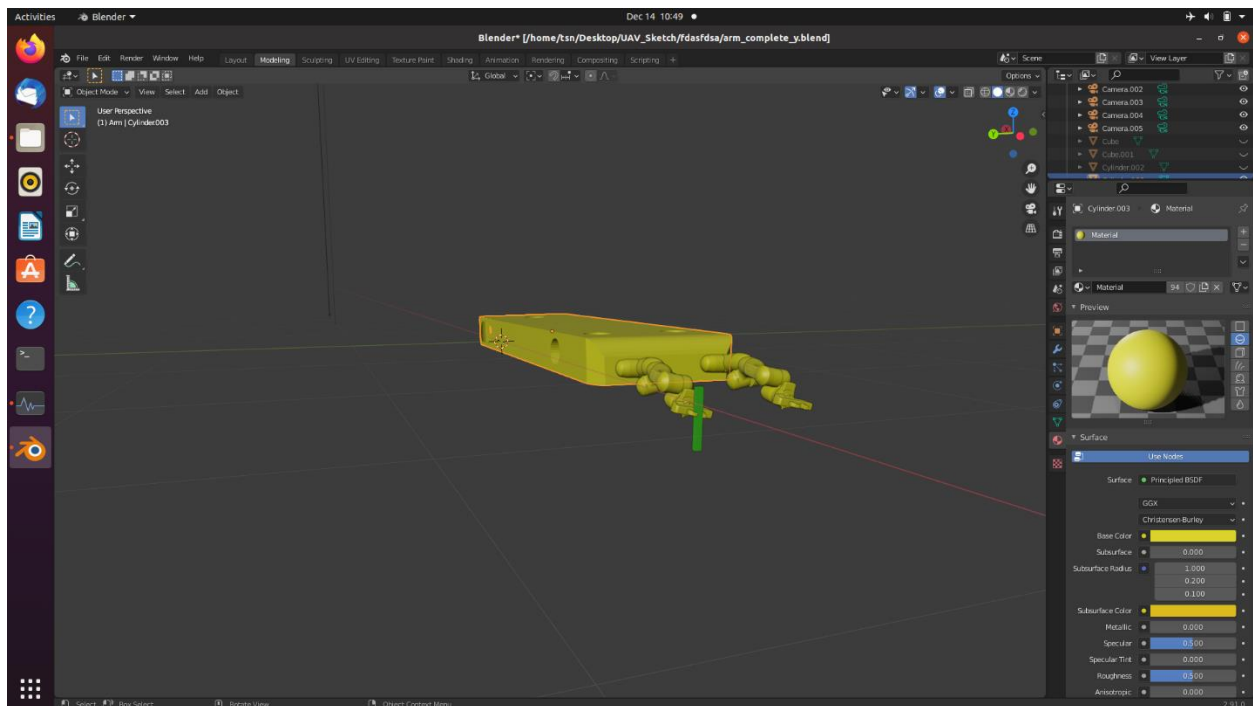 Activities
Blender
Dec 14 10:49
Blender* [/home/tsn/Desktop/UAV_Sketch/fdasfdsa/arm_complete_y.blend]
File Edit Render Window Help
Layout Modeling Sculpting UV Editing Texture Paint Shading Animation Rendering Compositing Scripting +
Scene
View Layer
Global
Options
Object Mode View Select Add Object
User Perspective
(1) Arm | Cylinder.003
Z
Camera.002
Camera.003
Camera.004
Camera.005
Cube
Cube.001
Cylinder.002
Cylinder.003
Material
Material
Material
94
Preview
Surface
Use Nodes
Surface
Principled BSDF
GGX
Christensen-Burley
Base Color
Subsurface 0.000
Subsurface Radius 1.000
0.200
0.100
Subsurface Color
Metallic 0.000
Specular 0.500
Specular Tint 0.000
Roughness 0.500
Anisotropic 0.000
Select Box Select Rotate View Object Context Menu
2.91.0